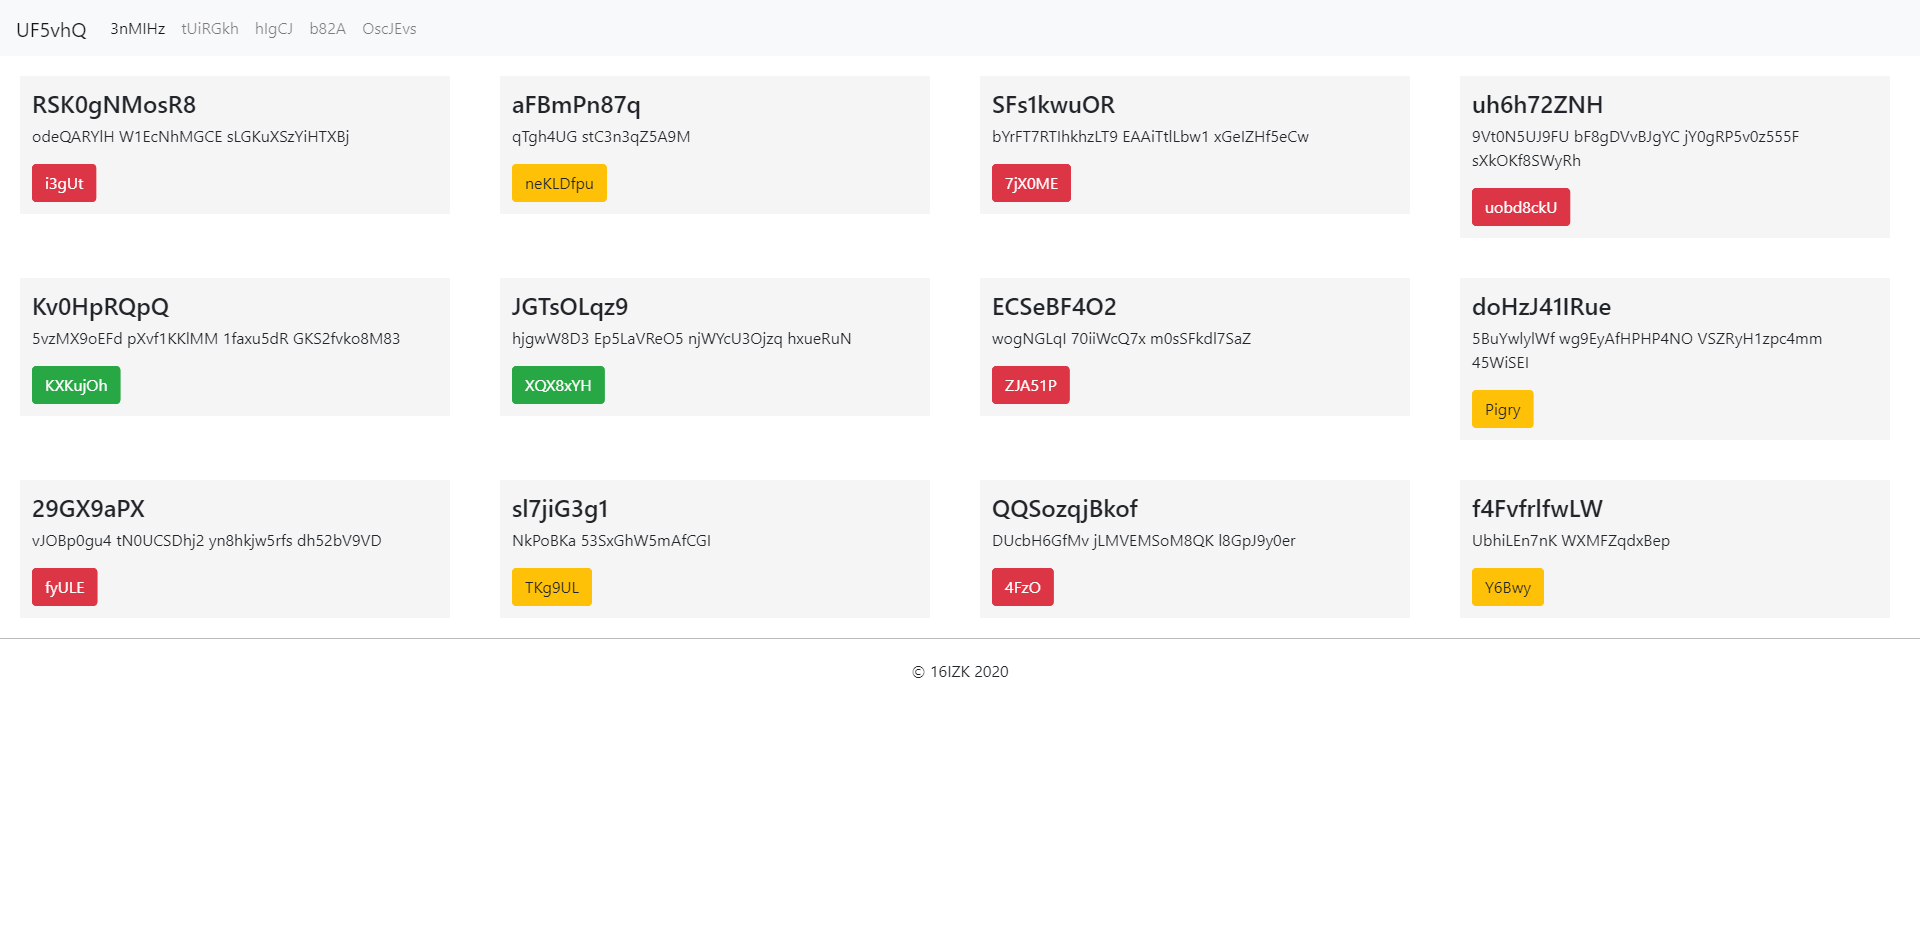 UF5vhQ 3nMIHz tUiRGkh hIgCJ b82A OscJEvs
RSK0gNMosR8
odeQARYlH W1EcNhMGCE sLGKuXSzYiHTXBj
i3gUt
aFBmPn87q
qTgh4UG stC3n3qZ5A9M
neKLDfpu
SFs1kwuOR
bYrFT7RTIhkhzLT9 EAAiTtlLbw1 xGeIZHf5eCw
7jX0ME
uh6h72ZNH
9Vt0N5UJ9FU bF8gDVvBJgYC jY0gRP5v0z555F
sXkOKf8SWyRh
uobd8ckU
Kv0HpRQpQ
5vzMX9oEFd pXvf1KKlMM 1faxu5dR GKS2fvko8M83
KXKujOh
JGTsOLqz9
hjgwW8D3 Ep5LaVReO5 njWYcU3Ojzq hxueRuN
XQX8xYH
ECSeBF4O2
wogNGLqI 70iiWcQ7x m0sSFkdl7SaZ
ZJA51P
doHzJ41IRue
5BuYwlylWf wg9EyAfHPHP4NO VSZRyH1zpc4mm
45WiSEI
Pigry
29GX9aPX
vJOBp0gu4 tN0UCSDhj2 yn8hkjw5rfs dh52bV9VD
fyULE
sl7jiG3g1
NkPoBKa 53SxGhW5mAfCGI
TKg9UL
QQSozqjBkof
DUcbH6GfMv jLMVEMSoM8QK l8GpJ9y0er
4FzO
f4FvfrlfwLW
UbhiLEn7nK WXMFZqdxBep
Y6Bwy
© 16IZK 2020